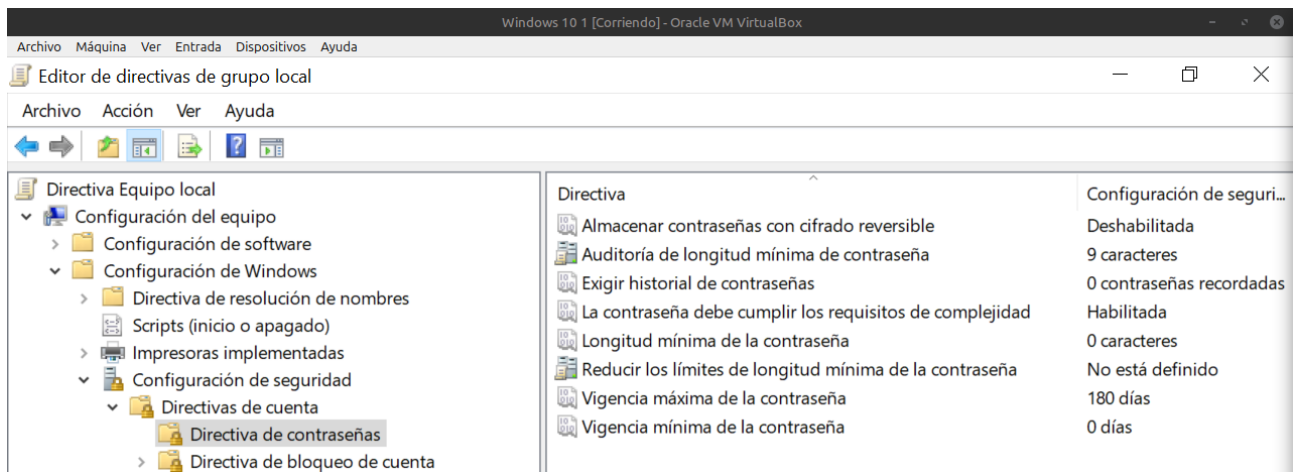 Windows 10 1 [Corriendo] - Oracle VM VirtualBox
Archivo Máquina Ver Entrada Dispositivos Ayuda
Editor de directivas de grupo local
Archivo Acción Ver Ayuda
Directiva Equipo local
Configuración del equipo
Configuración de software
Configuración de Windows
Directiva de resolución de nombres
Scripts (inicio o apagado)
Impresoras implementadas
Configuración de seguridad
Directivas de cuenta
Directiva de contraseñas
Directiva de bloqueo de cuenta
Directiva Configuración de seguri...
Almacenar contraseñas con cifrado reversible Deshabilitada
Auditoría de longitud mínima de contraseña 9 caracteres
Exigir historial de contraseñas 0 contraseñas recordadas
La contraseña debe cumplir los requisitos de complejidad Habilitada
Longitud mínima de la contraseña 0 caracteres
Reducir los límites de longitud mínima de la contraseña No está definido
Vigencia máxima de la contraseña 180 días
Vigencia mínima de la contraseña 0 días